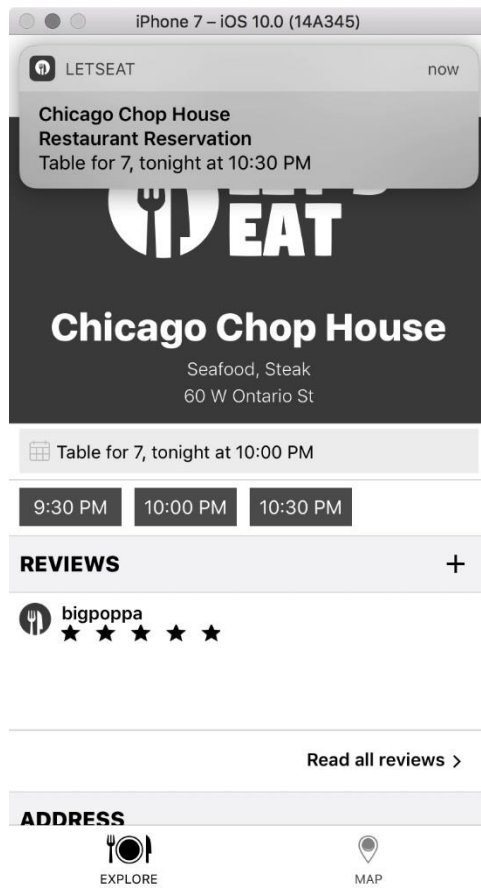 iPhone 7 – iOS 10.0 (14A345)
LETSEAT now
Chicago Chop House
Restaurant Reservation
Table for 7, tonight at 10:30 PM
EAT
Chicago Chop House
Seafood, Steak
60 W Ontario St
Table for 7, tonight at 10:00 PM
9:30 PM 10:00 PM 10:30 PM
REVIEWS +
bigpoppa
Read all reviews >
ADDRESS
EXPLORE MAP